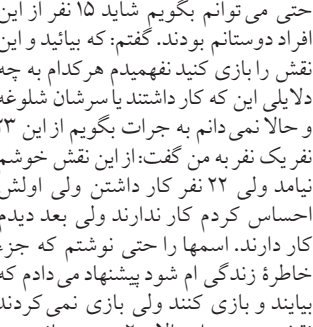 حتی می توانم بگویم شاید ۱۵ نفر از این
افراد دوستانم بودند. گفتم: که بیائید و این
نقش را بازی کنید نفهمیدم هرکدام به چه
دلایلی این که کار داشتند یا سرشان شلوغه
و حالا نمی دانم به جرات بگویم از این ۲۳
نفر یک نفر به من گفت: از این نقش خوشم
نیامد ولی ۲۲ نفر کار داشتن ولی اولش
احساس کردم کار ندارند ولی بعد دیدم
کار دارند. اسمها را حتی نوشتم که جزء
خاطرهٔ زندگی ام شود پیشنهاد می دادم که
بیایند و بازی کنند ولی بازی نمی کردند